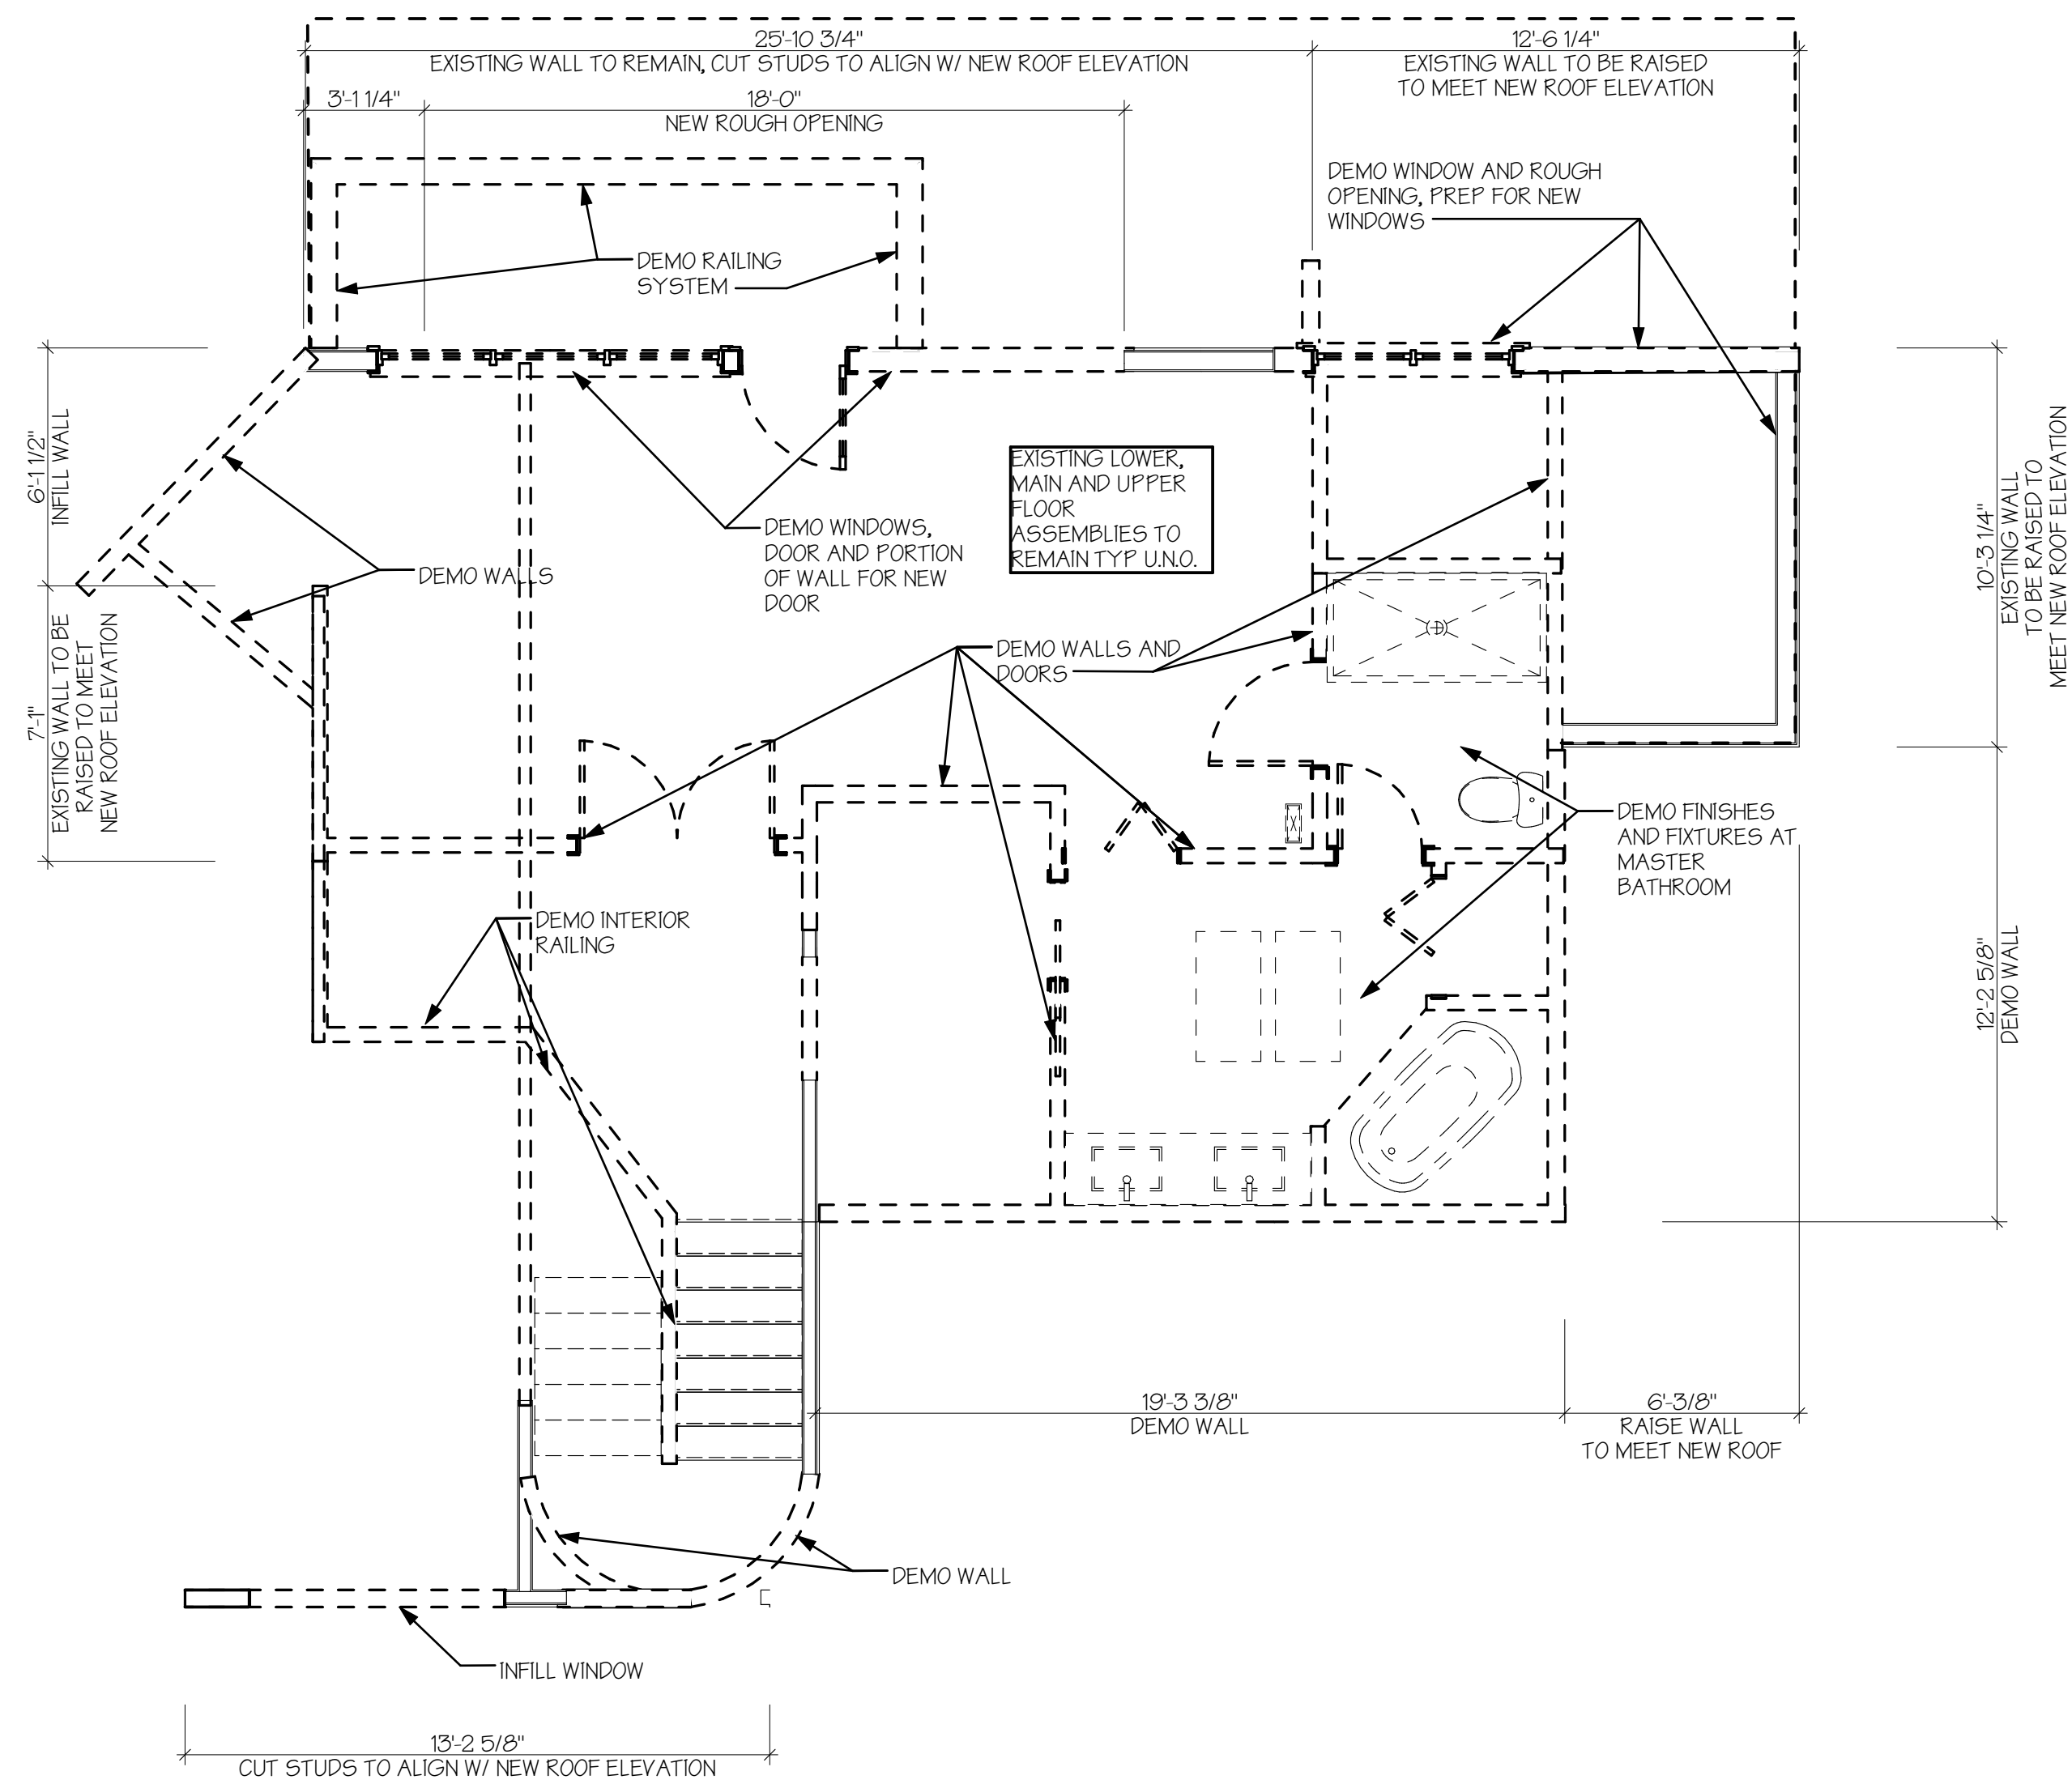 25'-10 3/4"
EXISTING WALL TO REMAIN, CUT STUDS TO ALIGN W/ NEW ROOF ELEVATION
12'-6 1/4"
EXISTING WALL TO BE RAISED
TO MEET NEW ROOF ELEVATION
3'-1 1/4"
18'-0"
NEW ROUGH OPENING
DEMO WINDOW AND ROUGH
OPENING, PREP FOR NEW
WINDOWS
DEMO RAILING
SYSTEM
6'-1 1/2"
INFILL WALL
EXISTING LOWER,
MAIN AND UPPER
FLOOR
ASSEMBLIES TO
REMAIN TYP U.N.O.
DEMO WINDOWS,
DOOR AND PORTION
OF WALL FOR NEW
DOOR
DEMO WALLS
10'-3 1/4"
EXISTING WALL
TO BE RAISED TO
MEET NEW ROOF ELEVATION
7'-1"
EXISTING WALL TO BE
RAISED TO MEET
NEW ROOF ELEVATION
DEMO WALLS AND
DOORS
DEMO FINISHES
AND FIXTURES AT
MASTER
BATHROOM
DEMO INTERIOR
RAILING
12'-2 5/8"
DEMO WALL
19'-3 3/8"
DEMO WALL
6'-3/8"
RAISE WALL
TO MEET NEW ROOF
DEMO WALL
INFILL WINDOW
13'-2 5/8"
CUT STUDS TO ALIGN W/ NEW ROOF ELEVATION